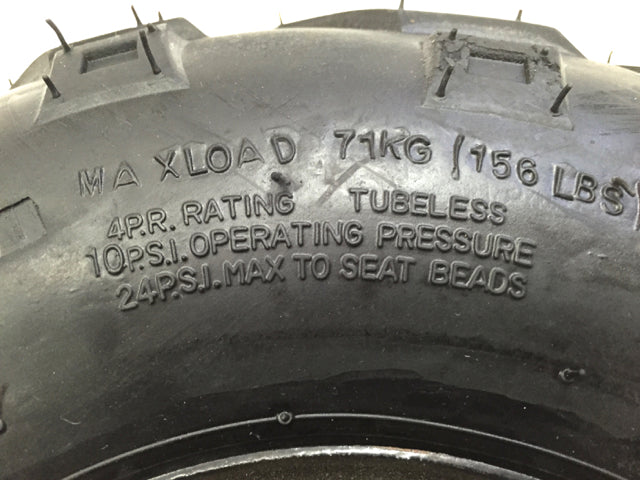 MAXLOAD 71KG (156 LBS)
4P.R. RATING TUBELESS
10P.S.I. OPERATING PRESSURE
24P.S.I. MAX TO SEAT BEADS